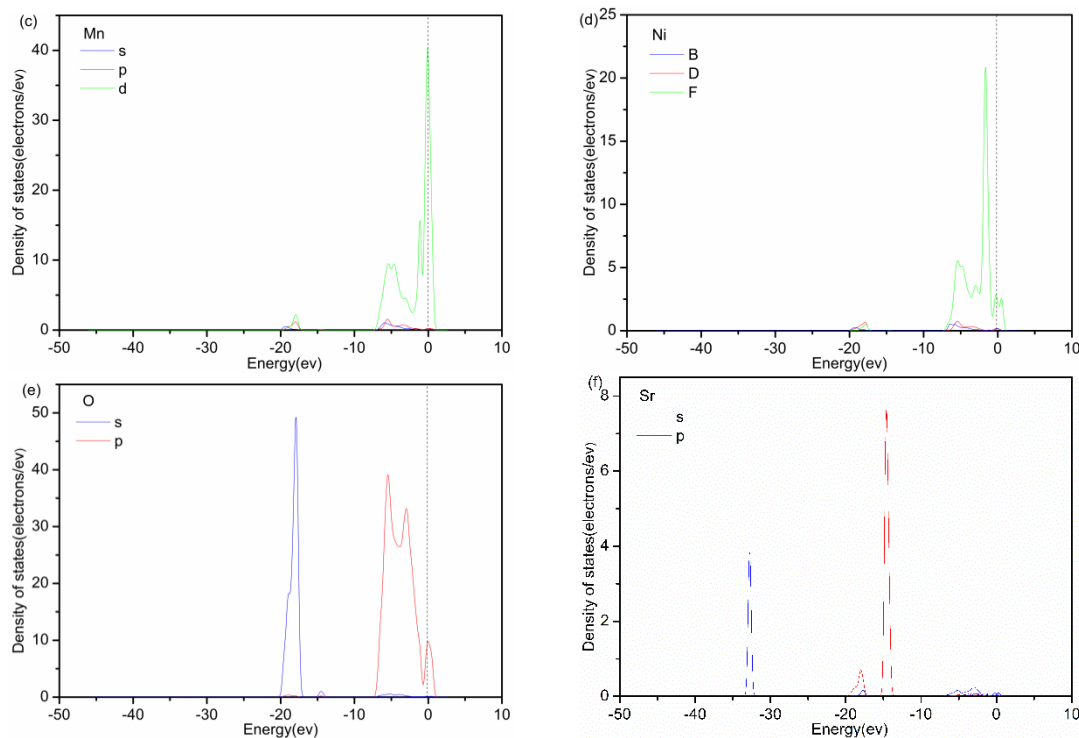 (c)
Mn
s
p
d
Density of states(electrons/ev)
40
30
20
10
0
-50 -40 -30 -20 -10 0 10
Energy(ev)
(d)
Ni
B
D
F
Density of states(electrons/ev)
25
20
15
10
5
0
-50 -40 -30 -20 -10 0 10
Energy(ev)
(e)
O
s
p
Density of states(electrons/ev)
50
40
30
20
10
0
-50 -40 -30 -20 -10 0 10
Energy(ev)
(f)
Sr
s
p
Density of states(electrons/ev)
8
6
4
2
0
-50 -40 -30 -20 -10 0 10
Energy(ev)